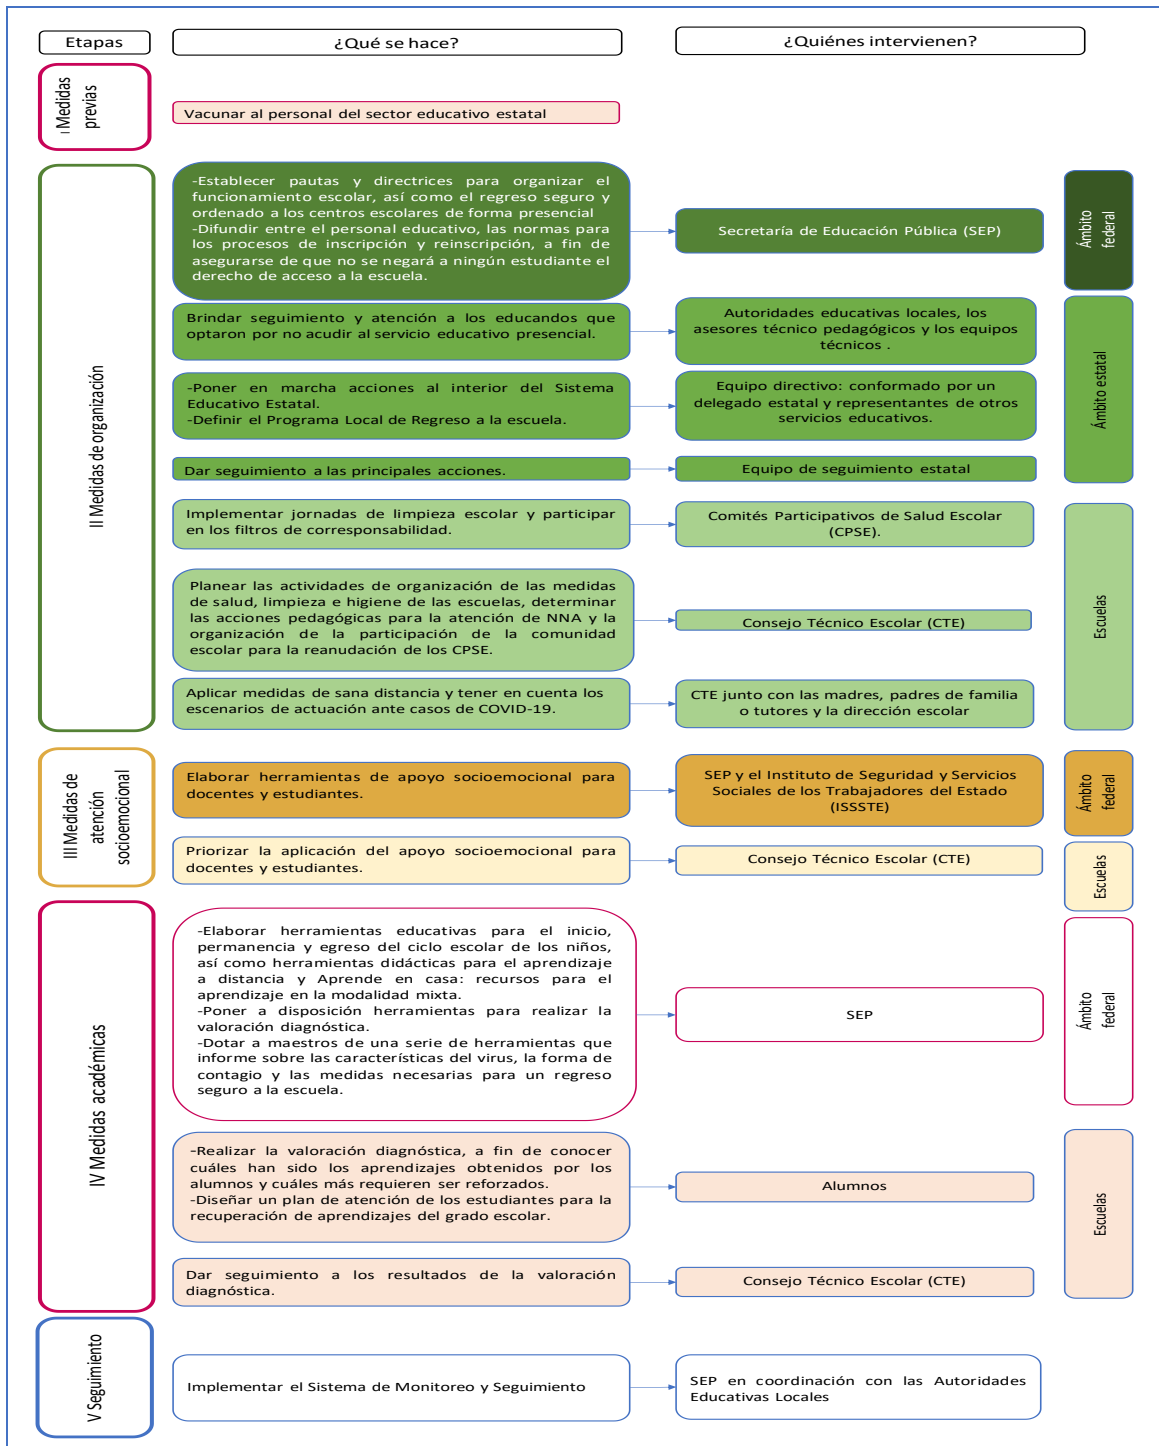 Etapas
¿Qué se hace?
¿Quiénes intervienen?
I Medidas
previas
Vacunar al personal del sector educativo estatal
II Medidas de organización
-Establecer pautas y directrices para organizar el
funcionamiento escolar, así como el regreso seguro y
ordenado a los centros escolares de forma presencial
-Difundir entre el personal educativo, las normas para
los procesos de inscripción y reinscripción, a fin de
asegurarse de que no se negará a ningún estudiante el
derecho de acceso a la escuela.
Secretaría de Educación Pública (SEP)
Ámbito
federal
Brindar seguimiento y atención a los educandos que
optaron por no acudir al servicio educativo presencial.
Autoridades educativas locales, los
asesores técnico pedagógicos y los equipos
técnicos .
Ámbito estatal
-Poner en marcha acciones al interior del Sistema
Educativo Estatal.
-Definir el Programa Local de Regreso a la escuela.
Equipo directivo: conformado por un
delegado estatal y representantes de otros
servicios educativos.
Dar seguimiento a las principales acciones.
Equipo de seguimiento estatal
Implementar jornadas de limpieza escolar y participar
en los filtros de corresponsabilidad.
Comités Participativos de Salud Escolar
(CPSE).
Escuelas
Planear las actividades de organización de las medidas
de salud, limpieza e higiene de las escuelas, determinar
las acciones pedagógicas para la atención de NNA y la
organización de la participación de la comunidad
escolar para la reanudación de los CPSE.
Consejo Técnico Escolar (CTE)
Aplicar medidas de sana distancia y tener en cuenta los
escenarios de actuación ante casos de COVID-19.
CTE junto con las madres, padres de familia
o tutores y la dirección escolar
III Medidas de
atención
socioemocional
Elaborar herramientas de apoyo socioemocional para
docentes y estudiantes.
SEP y el Instituto de Seguridad y Servicios
Sociales de los Trabajadores del Estado
(ISSSTE)
Ámbito
federal
Priorizar la aplicación del apoyo socioemocional para
docentes y estudiantes.
Consejo Técnico Escolar (CTE)
Escuelas
IV Medidas académicas
-Elaborar herramientas educativas para el inicio,
permanencia y egreso del ciclo escolar de los niños,
así como herramientas didácticas para el aprendizaje
a distancia y Aprende en casa: recursos para el
aprendizaje en la modalidad mixta.
-Poner a disposición herramientas para realizar la
valoración diagnóstica.
-Dotar a maestros de una serie de herramientas que
informe sobre las características del virus, la forma de
contagio y las medidas necesarias para un regreso
seguro a la escuela.
SEP
Ámbito
federal
-Realizar la valoración diagnóstica, a fin de conocer
cuáles han sido los aprendizajes obtenidos por los
alumnos y cuáles más requieren ser reforzados.
-Diseñar un plan de atención de los estudiantes para la
recuperación de aprendizajes del grado escolar.
Alumnos
Escuelas
Dar seguimiento a los resultados de la valoración
diagnóstica.
Consejo Técnico Escolar (CTE)
V Seguimiento
Implementar el Sistema de Monitoreo y Seguimiento
SEP en coordinación con las Autoridades
Educativas Locales